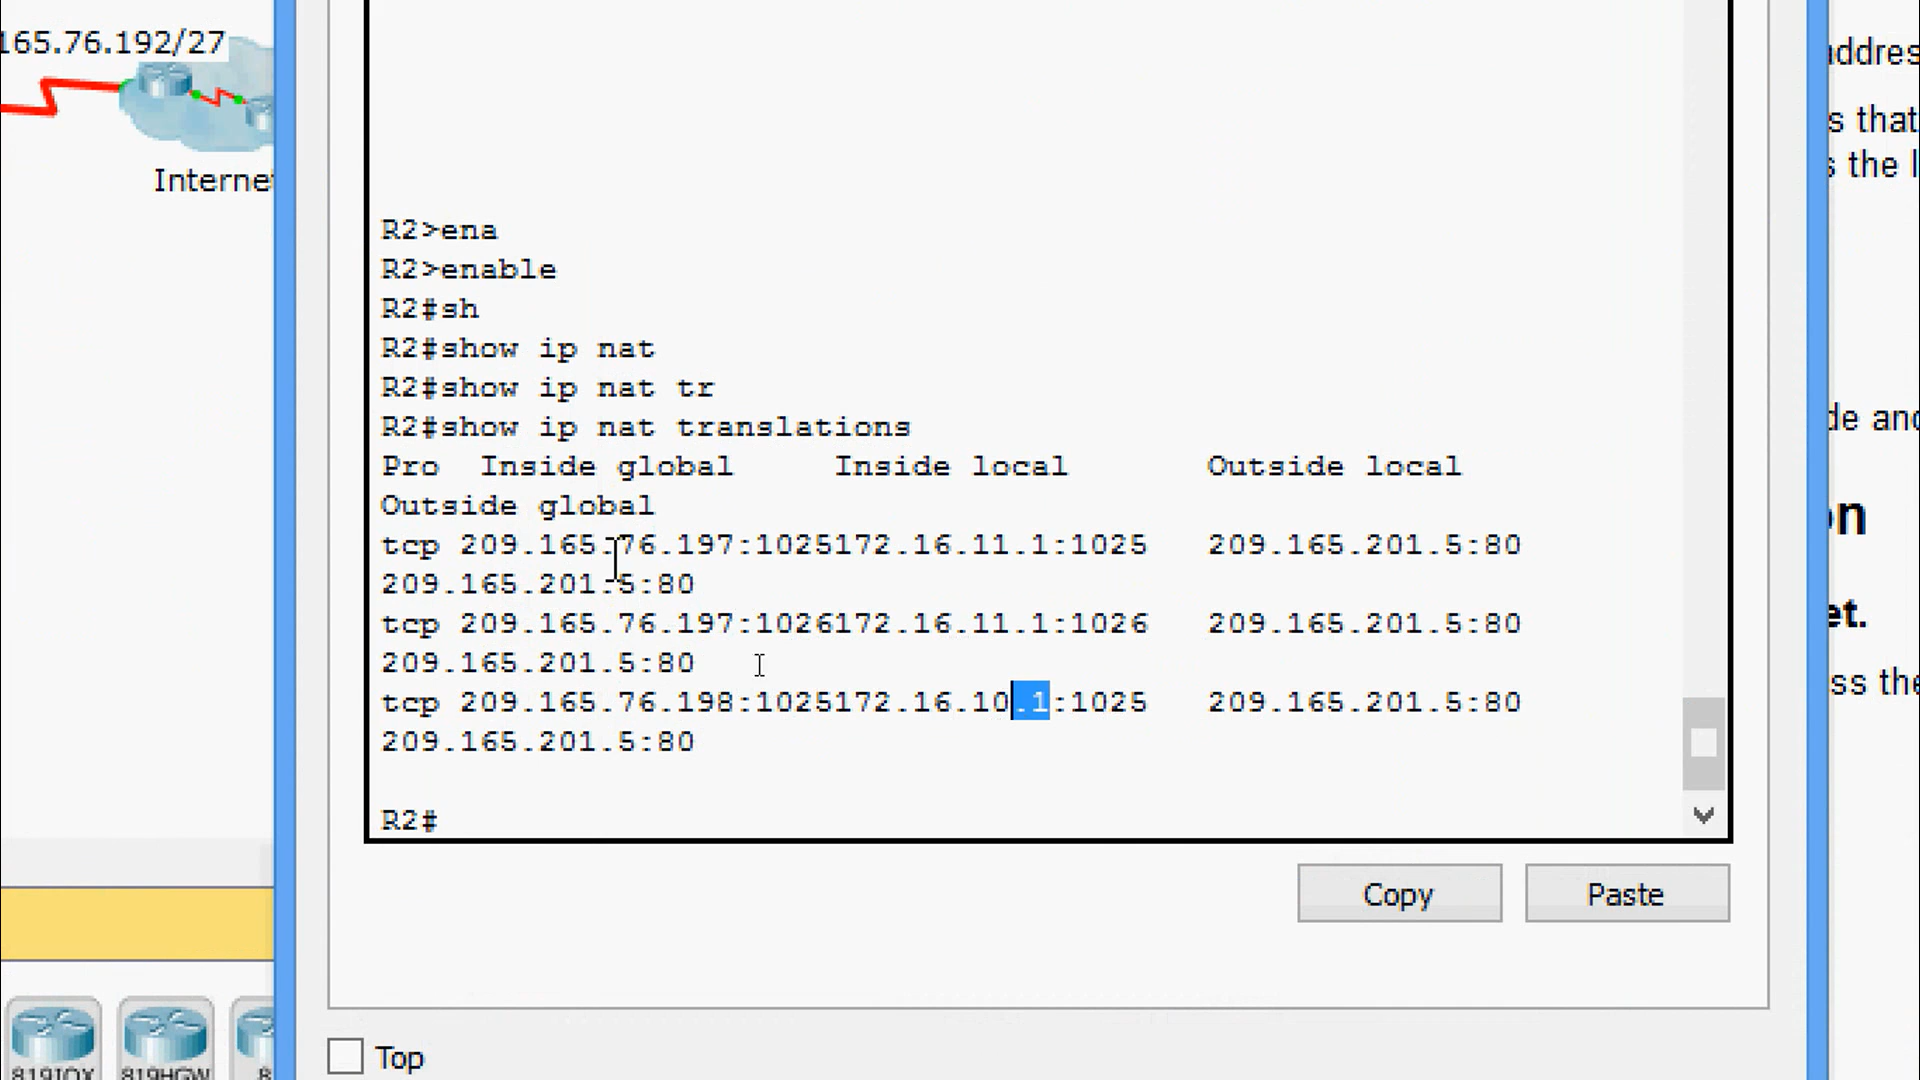 165.76.192/27
Internet
R2>ena
R2>enable
R2#sh
R2#show ip nat
R2#show ip nat tr
R2#show ip nat translations
Pro  Inside global     Inside local       Outside local
Outside global
tcp 209.165.76.197:1025172.16.11.1:1025   209.165.201.5:80
209.165.201.5:80
tcp 209.165.76.197:1026172.16.11.1:1026   209.165.201.5:80
209.165.201.5:80
tcp 209.165.76.198:1025172.16.10.1:1025   209.165.201.5:80
209.165.201.5:80
R2#
Copy Paste
Top
819IOX 819HGW 8
addres
s that
s the
de and
on
et.
ss the